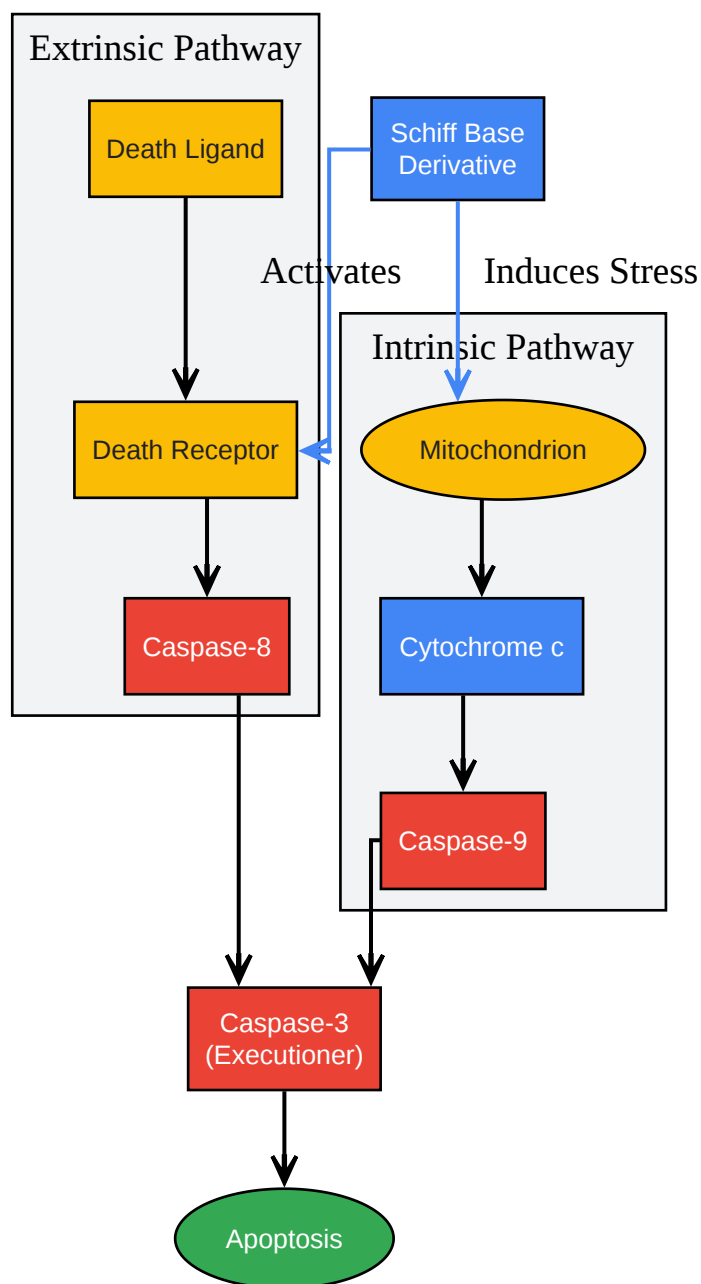 Extrinsic Pathway
Death Ligand
Schiff Base
Derivative
Activates
Induces Stress
Intrinsic Pathway
Death Receptor
Mitochondrion
Caspase-8
Cytochrome c
Caspase-9
Caspase-3
(Executioner)
Apoptosis